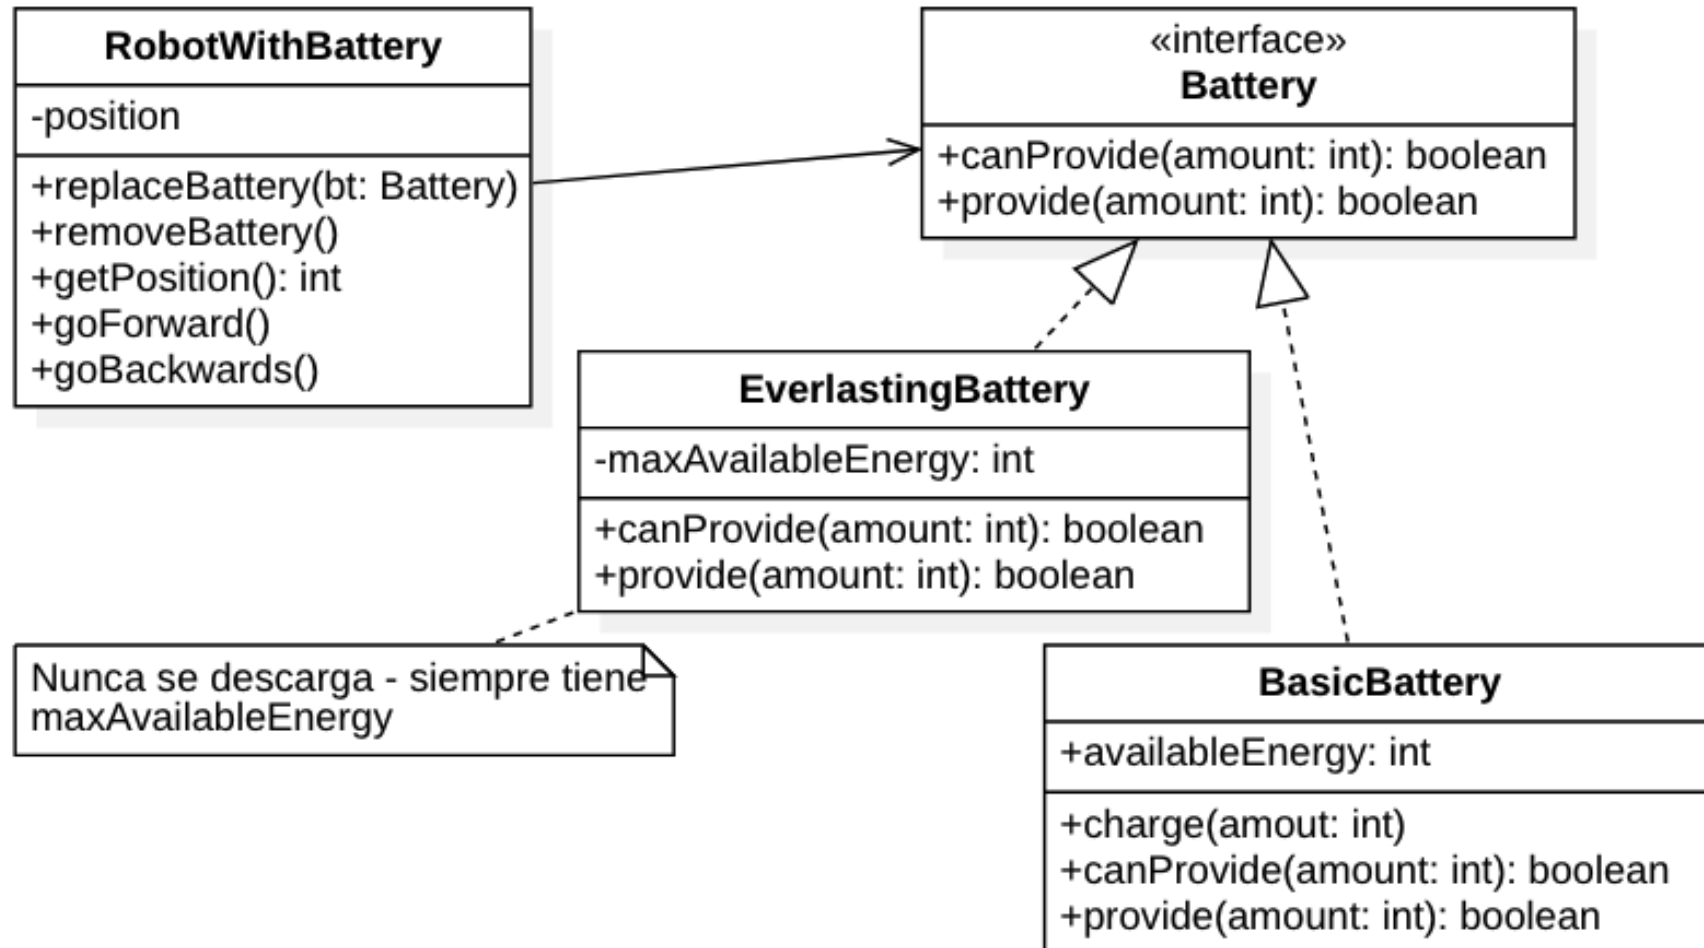 RobotWithBattery
-position
+replaceBattery(bt: Battery)
+removeBattery()
+getPosition(): int
+goForward()
+goBackwards()
«interface»
Battery
+canProvide(amount: int): boolean
+provide(amount: int): boolean
EverlastingBattery
-maxAvailableEnergy: int
+canProvide(amount: int): boolean
+provide(amount: int): boolean
Nunca se descarga - siempre tiene
maxAvailableEnergy
BasicBattery
+availableEnergy: int
+charge(amout: int)
+canProvide(amount: int): boolean
+provide(amount: int): boolean